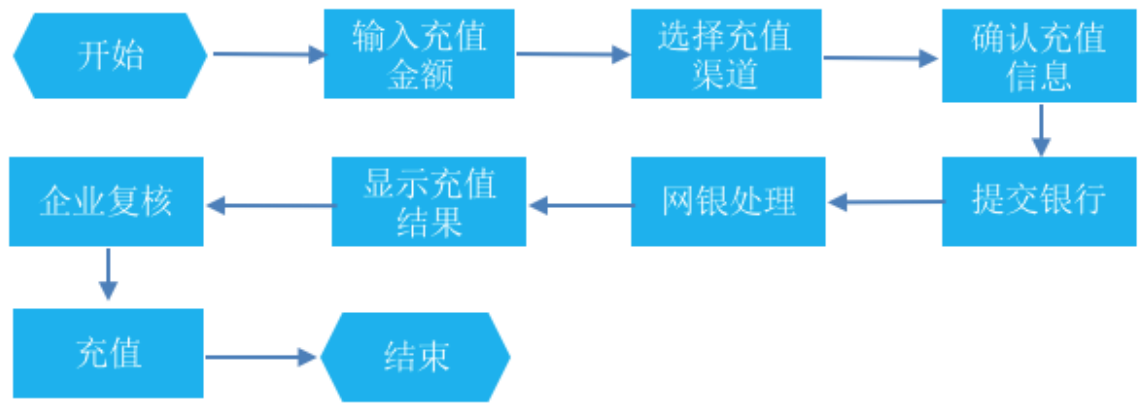 开始
输入充值
金额
选择充值
渠道
确认充值
信息
提交银行
网银处理
显示充值
结果
企业复核
充值
结束